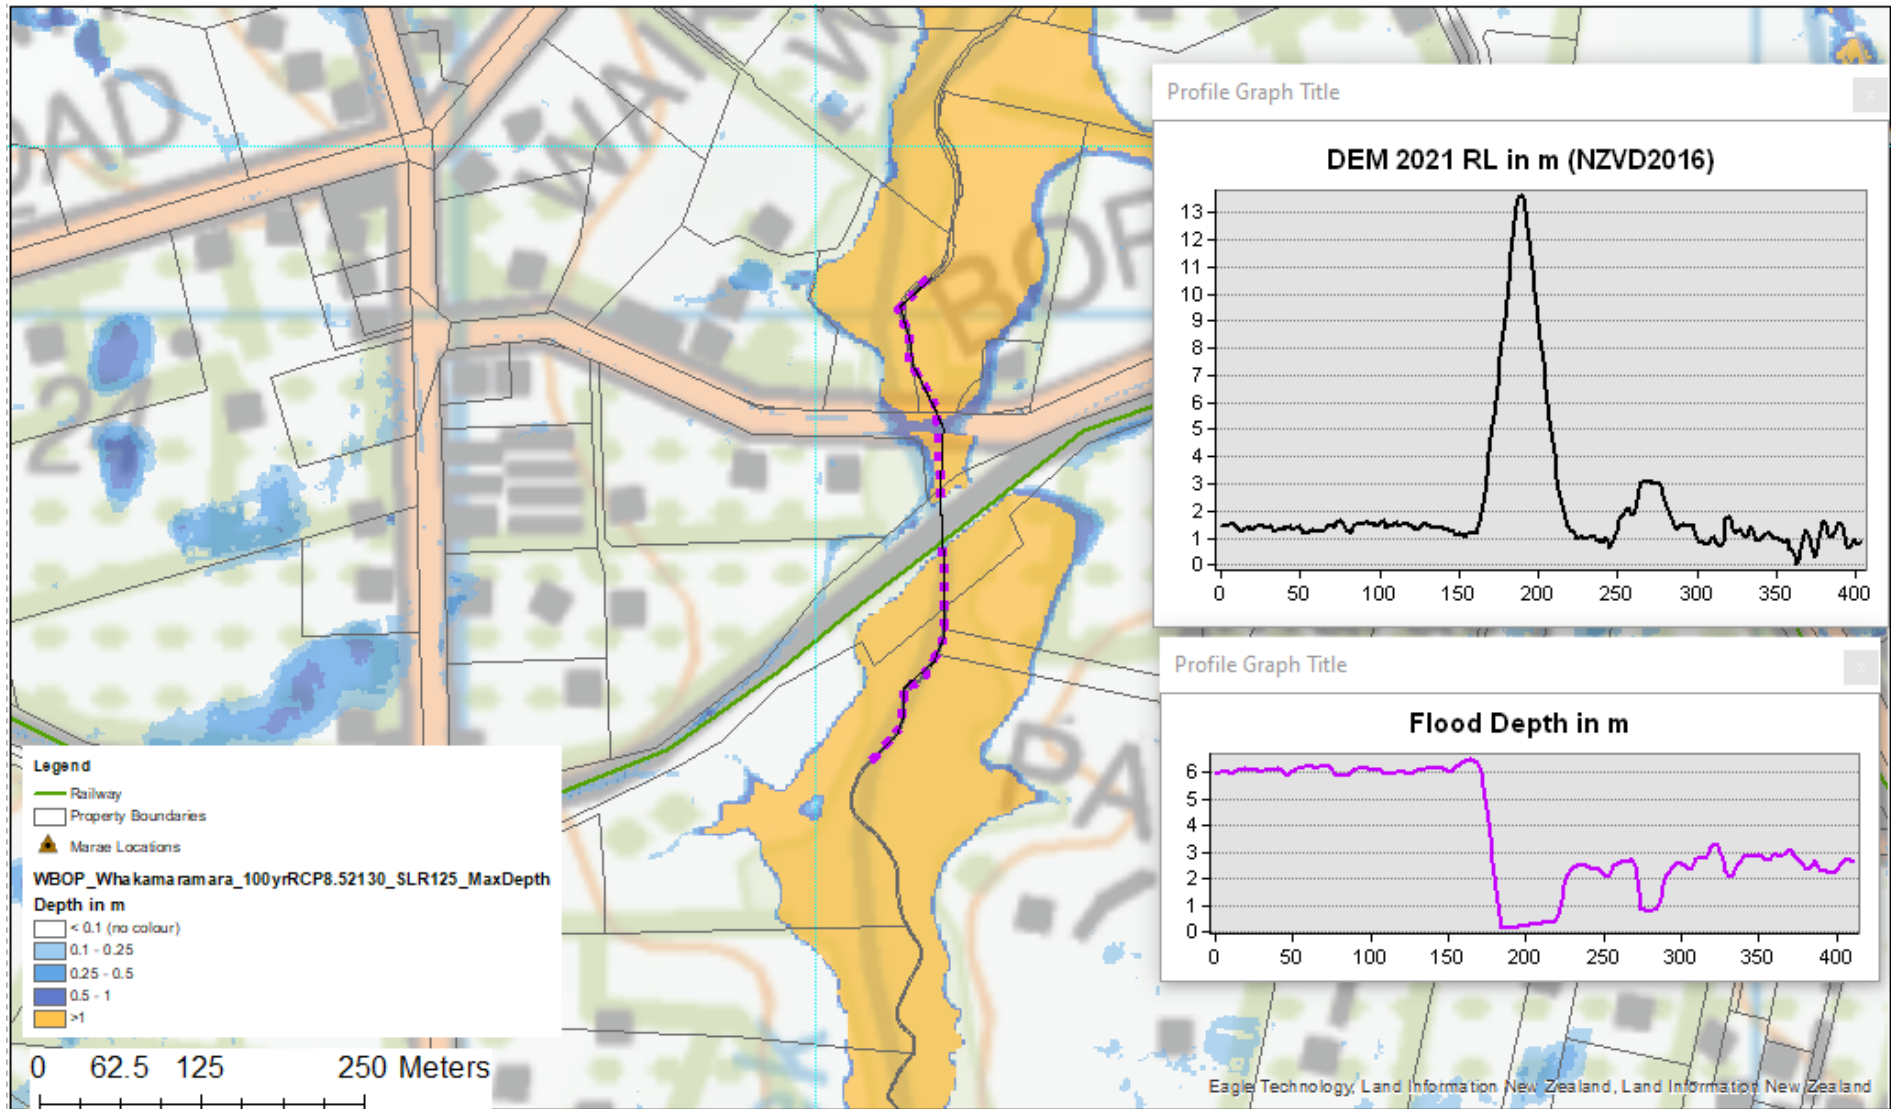 OAD
WAI
W
BOP
21
PA
Profile Graph Title
x
DEM 2021 RL in m (NZVD2016)
13
12
11
10
9
8
7
6
5
4
3
2
1
0
0 50 100 150 200 250 300 350 400
Profile Graph Title
x
Flood Depth in m
6
5
4
3
2
1
0
0 50 100 150 200 250 300 350 400
Legend
Railway
Property Boundaries
Marae Locations
WBOP_Whakamaramara_100yrRCP8.52130_SLR125_MaxDepth
Depth in m
< 0.1 (no colour)
0.1 - 0.25
0.25 - 0.5
0.5 - 1
>1
0 62.5 125 250 Meters
Eagle Technology, Land Information New Zealand, Land Information New Zealand